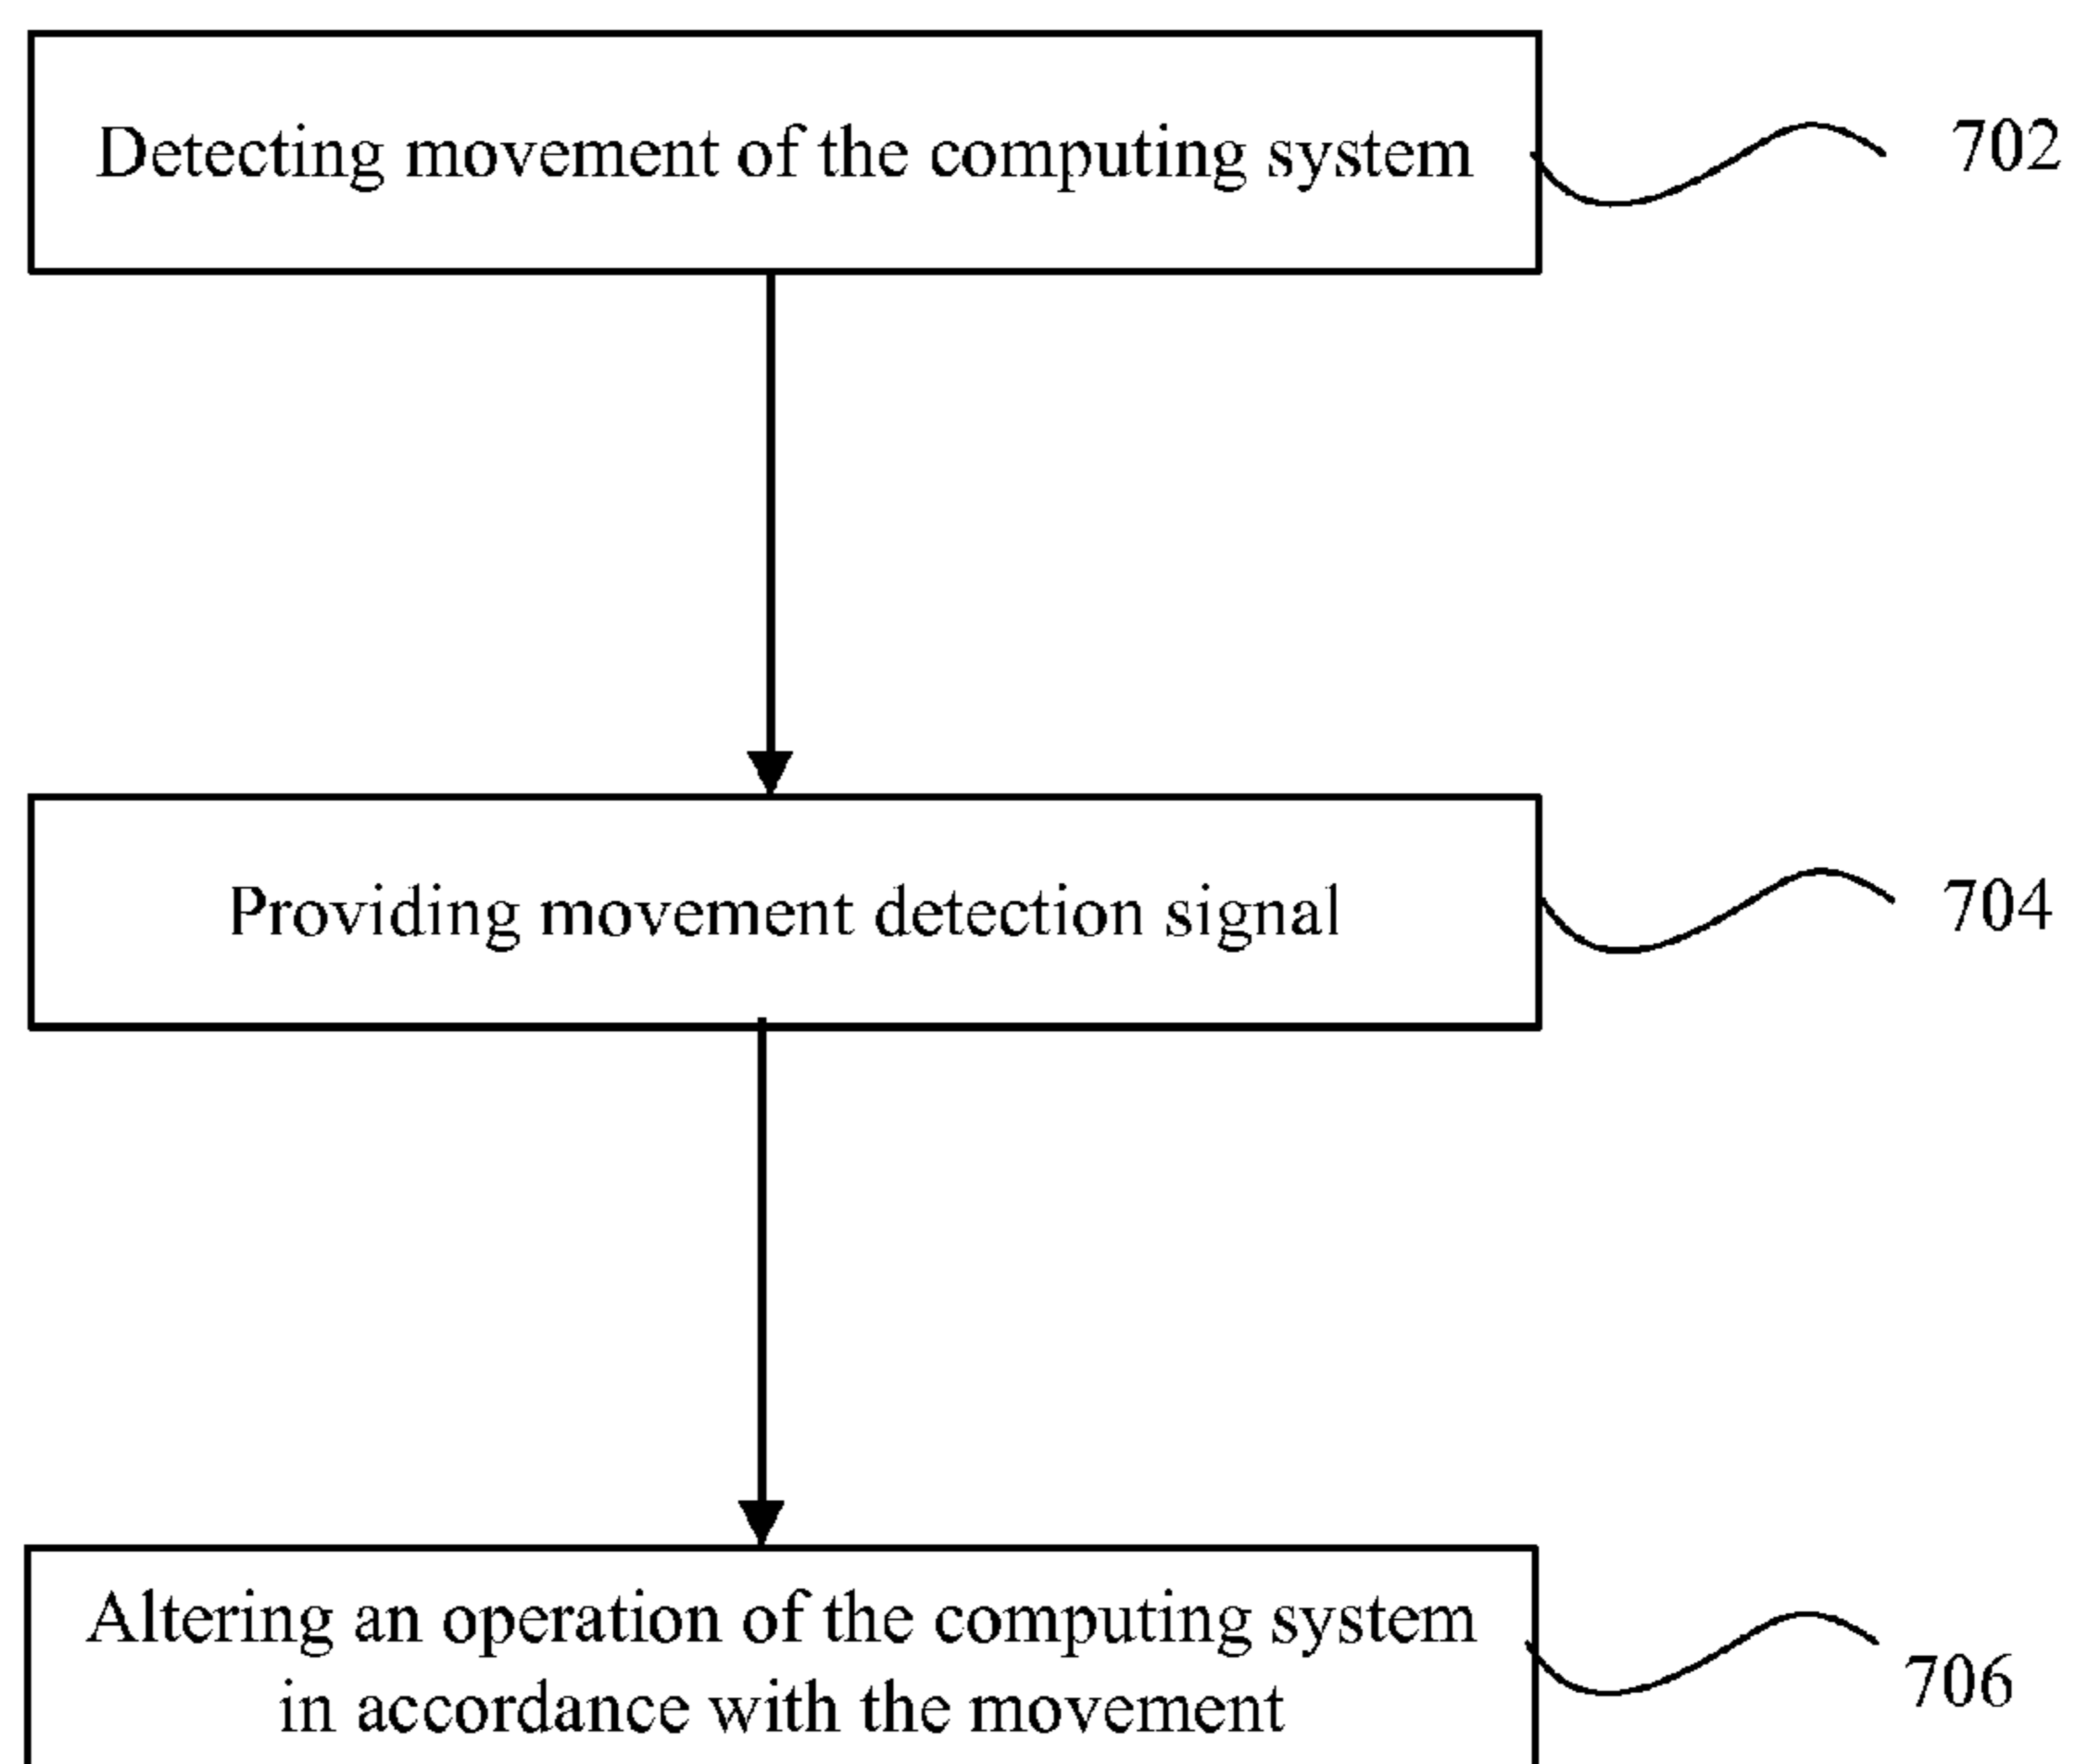 Detecting movement of the computing system
702
Providing movement detection signal
704
Altering an operation of the computing system
in accordance with the movement
706